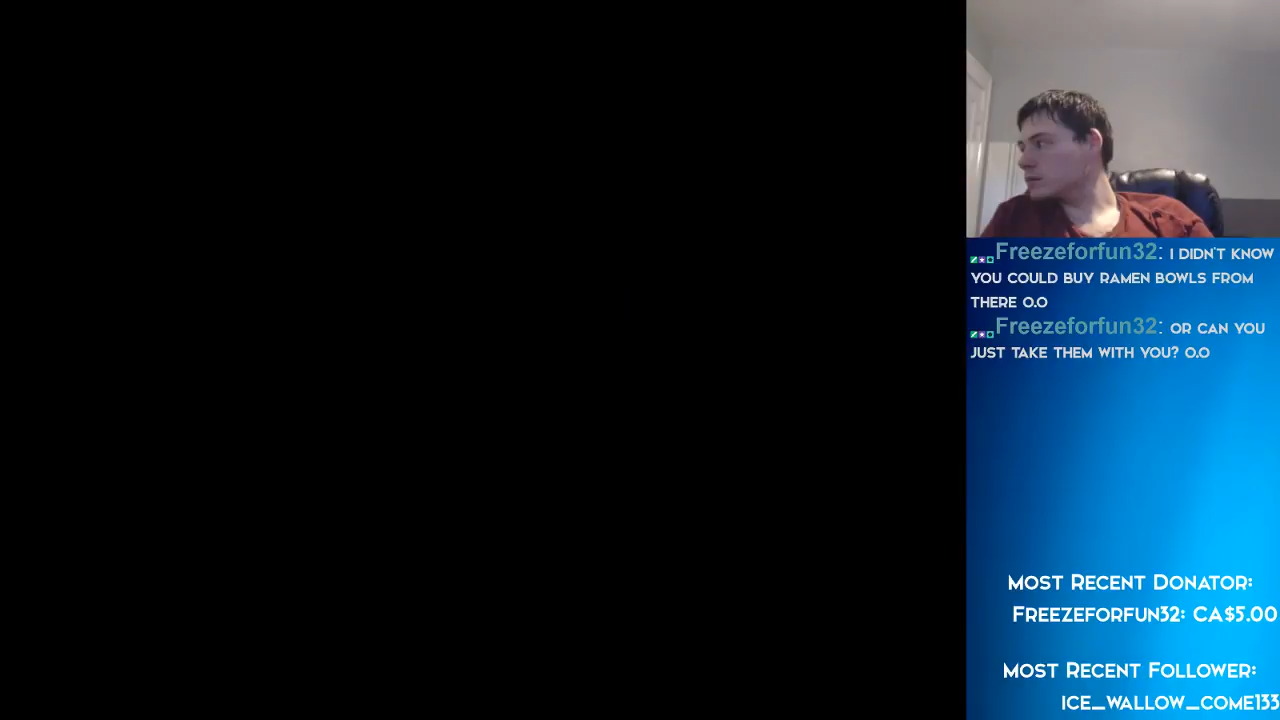 Freezeforfun32: I DIDN'T KNOW
YOU COULD BUY RAMEN BOWLS FROM
THERE O.O
Freezeforfun32: OR CAN YOU
JUST TAKE THEM WITH YOU? O.O
MOST RECENT DONATOR:
FREEZEFORFUN32: CA$5.00
MOST RECENT FOLLOWER:
ICE_WALLOW_COME133